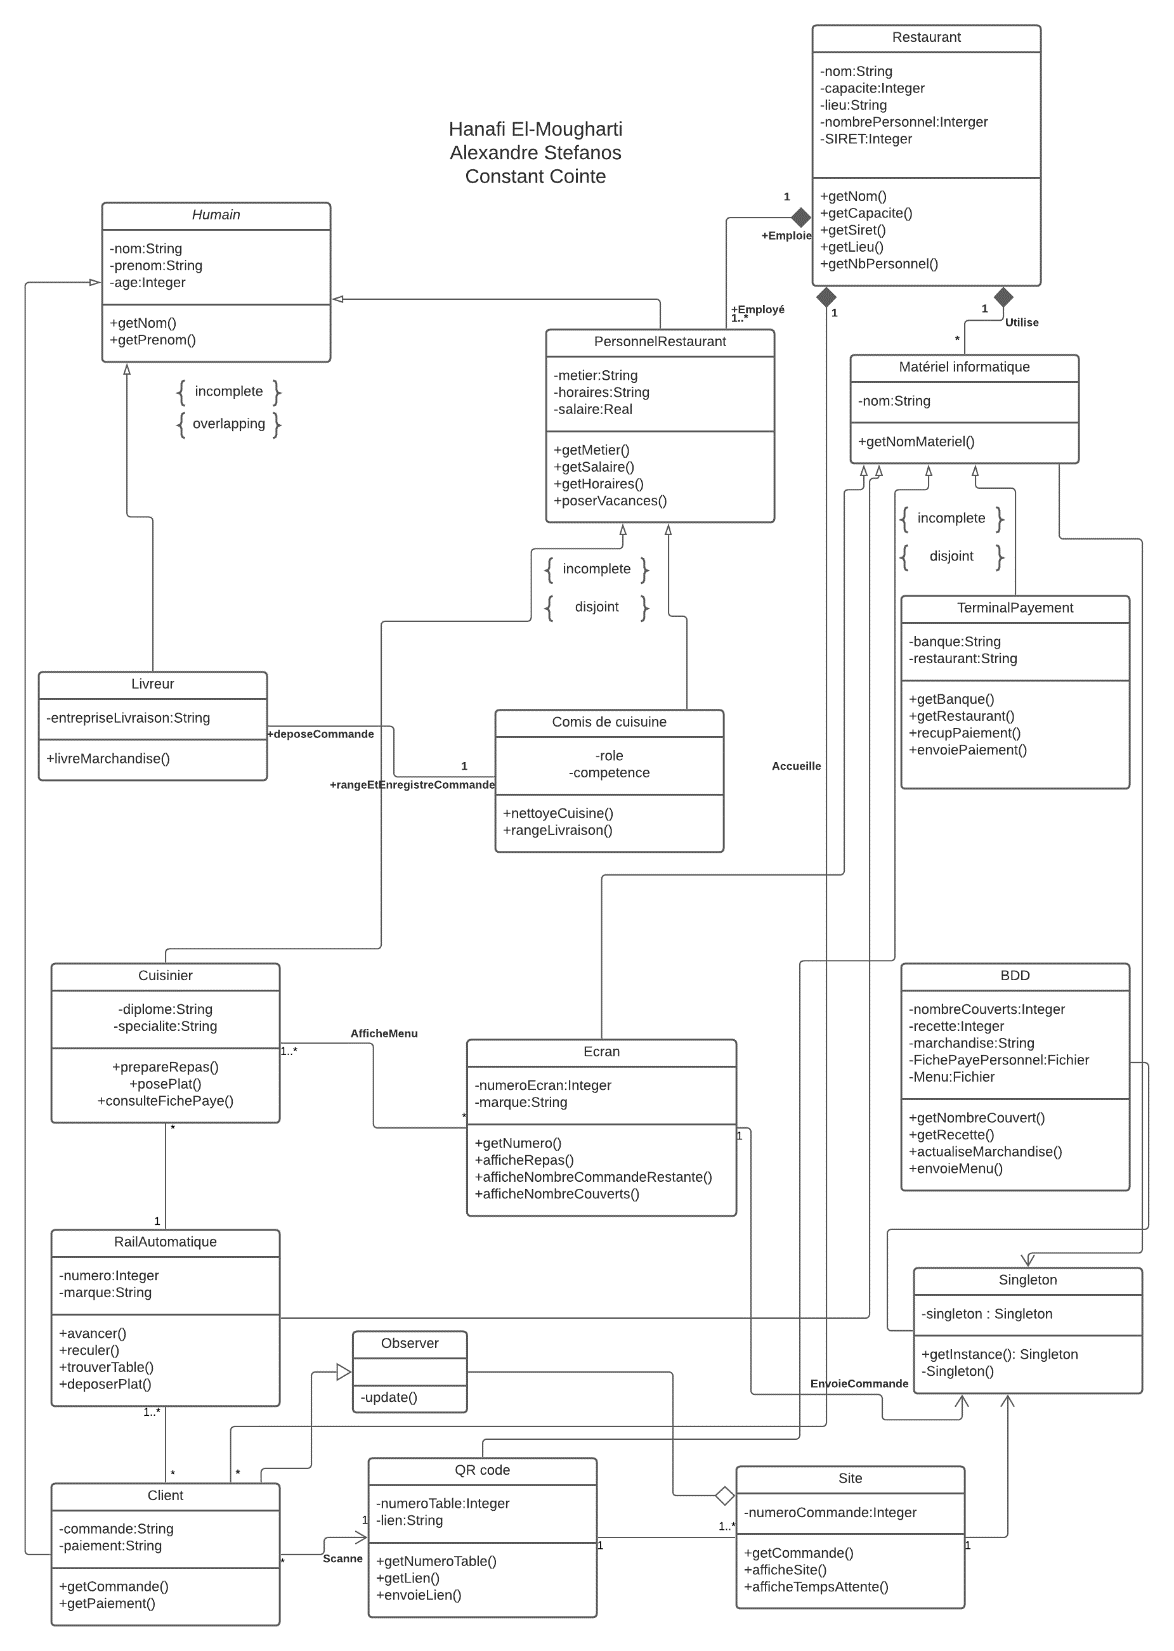 Restaurant
-nom:String
-capacite:Integer
-lieu:String
-nombrePersonnel:Interger
-SIRET:Integer
+getNom()
+getCapacite()
+getSiret()
+getLieu()
+getNbPersonnel()
Hanafi El-Mougharti
Alexandre Stefanos
Constant Cointe
Humain
-nom:String
-prenom:String
-age:Integer
+getNom()
+getPrenom()
{ incomplete }
{ overlapping }
1
+Emploie
+Employé
1..*
1
1
Utilise
*
PersonnelRestaurant
-metier:String
-horaires:String
-salaire:Real
+getMetier()
+getSalaire()
+getHoraires()
+poserVacances()
{ incomplete }
{ disjoint }
Matériel informatique
-nom:String
+getNomMateriel()
{ incomplete }
{ disjoint }
TerminalPayement
-banque:String
-restaurant:String
+getBanque()
+getRestaurant()
+recupPaiement()
+envoiePaiement()
Livreur
-entrepriseLivraison:String
+livreMarchandise()
+deposeCommande
1
+rangeEtEnregistreCommande
Comis de cuisuine
-role
-competence
+nettoyeCuisine()
+rangeLivraison()
Accueille
Cuisinier
-diplome:String
-specialite:String
+prepareRepas()
+posePlat()
+consulteFichePaye()
1..*
AfficheMenu
*
Ecran
-numeroEcran:Integer
-marque:String
+getNumero()
+afficheRepas()
+afficheNombreCommandeRestante()
+afficheNombreCouverts()
1
BDD
-nombreCouverts:Integer
-recette:Integer
-marchandise:String
-FichePayePersonnel:Fichier
-Menu:Fichier
+getNombreCouvert()
+getRecette()
+actualiseMarchandise()
+envoieMenu()
*
1
RailAutomatique
-numero:Integer
-marque:String
+avancer()
+reculer()
+trouverTable()
+deposerPlat()
1..*
*
*
Observer
-update()
Singleton
-singleton : Singleton
+getInstance(): Singleton
-Singleton()
EnvoieCommande
Client
-commande:String
-paiement:String
+getCommande()
+getPaiement()
*
Scanne
1
QR code
-numeroTable:Integer
-lien:String
+getNumeroTable()
+getLien()
+envoieLien()
1
1..*
Site
-numeroCommande:Integer
+getCommande()
+afficheSite()
+afficheTempsAttente()
1